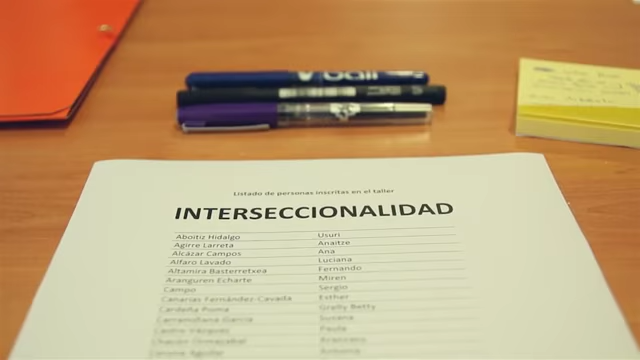 ball
Listado de personas inscritas en el taller
INTERSECCIONALIDAD
Aboitiz Hidalgo Usuri
Agirre Larreta Anaitze
Alcázar Campos Ana
Alfaro Lavado Luciana
Altamira Basterretxea Fernando
Aranguren Echarte Miren
Campo Sergio
Canarias Fernández-Cavada Esther
Cardeña Poma Grelly Betty
Carramolino García Susana
Castro Vázquez Paula